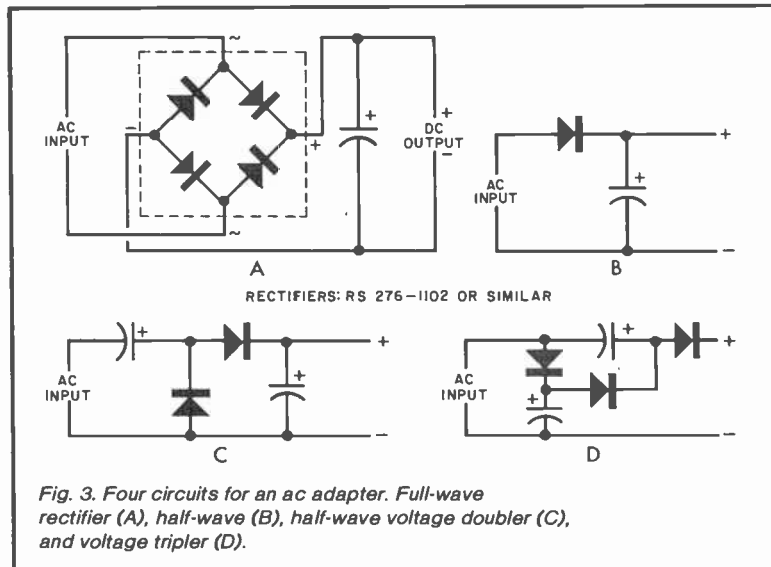 ~
AC
INPUT
−
+
~
+
+
DC
OUTPUT
−
A
AC
INPUT
+
+
−
B
RECTIFIERS: RS 276-1102 OR SIMILAR
AC
INPUT
+
+
+
−
C
AC
INPUT
+
+
+
−
D
Fig. 3. Four circuits for an ac adapter. Full-wave
rectifier (A), half-wave (B), half-wave voltage doubler (C),
and voltage tripler (D).